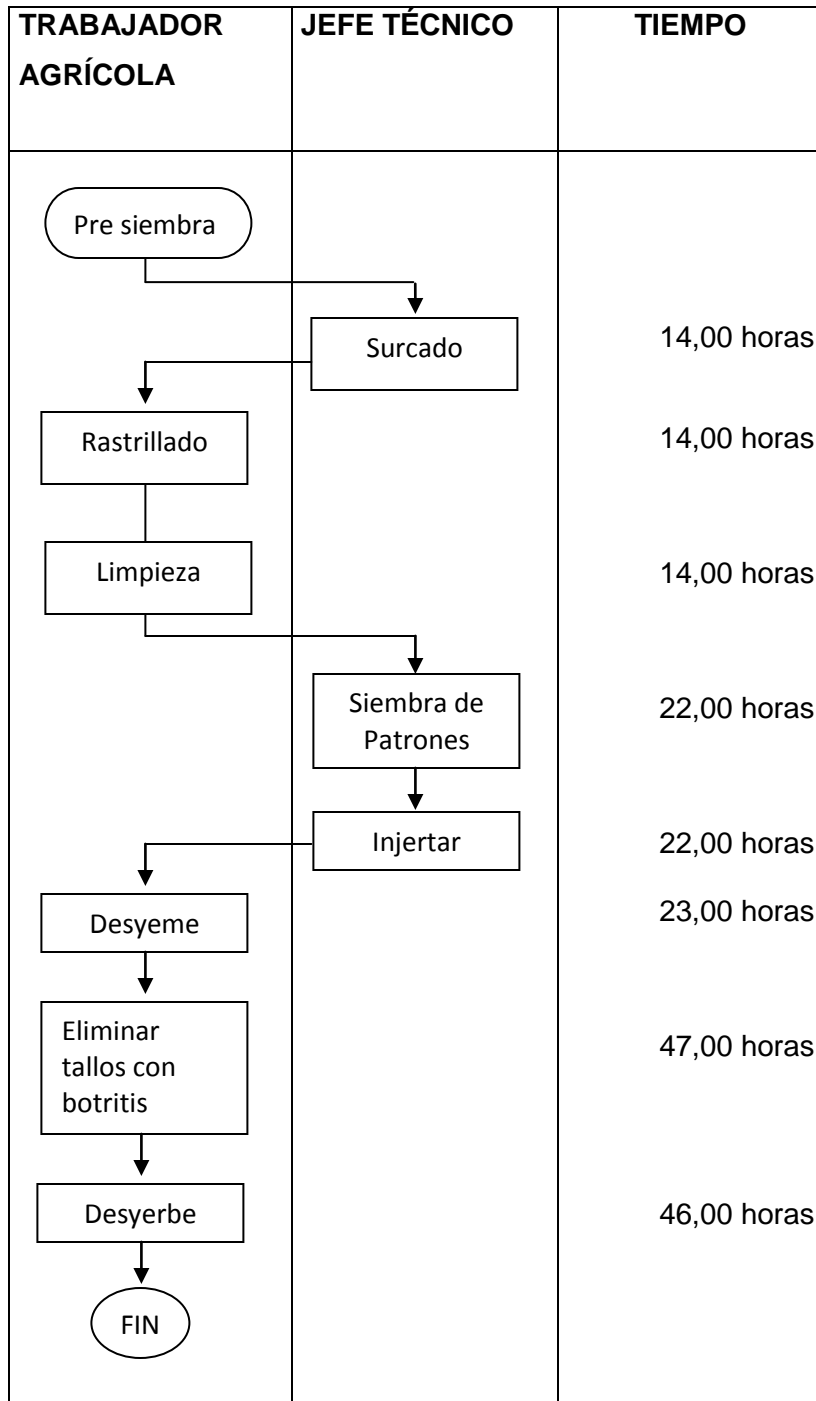 TRABAJADOR
AGRÍCOLA
JEFE TÉCNICO
TIEMPO
Pre siembra
Surcado
14,00 horas
Rastrillado
14,00 horas
Limpieza
14,00 horas
Siembra de
Patrones
22,00 horas
Injertar
22,00 horas
Desyeme
23,00 horas
Eliminar
tallos con
botritis
47,00 horas
Desyerbe
46,00 horas
FIN